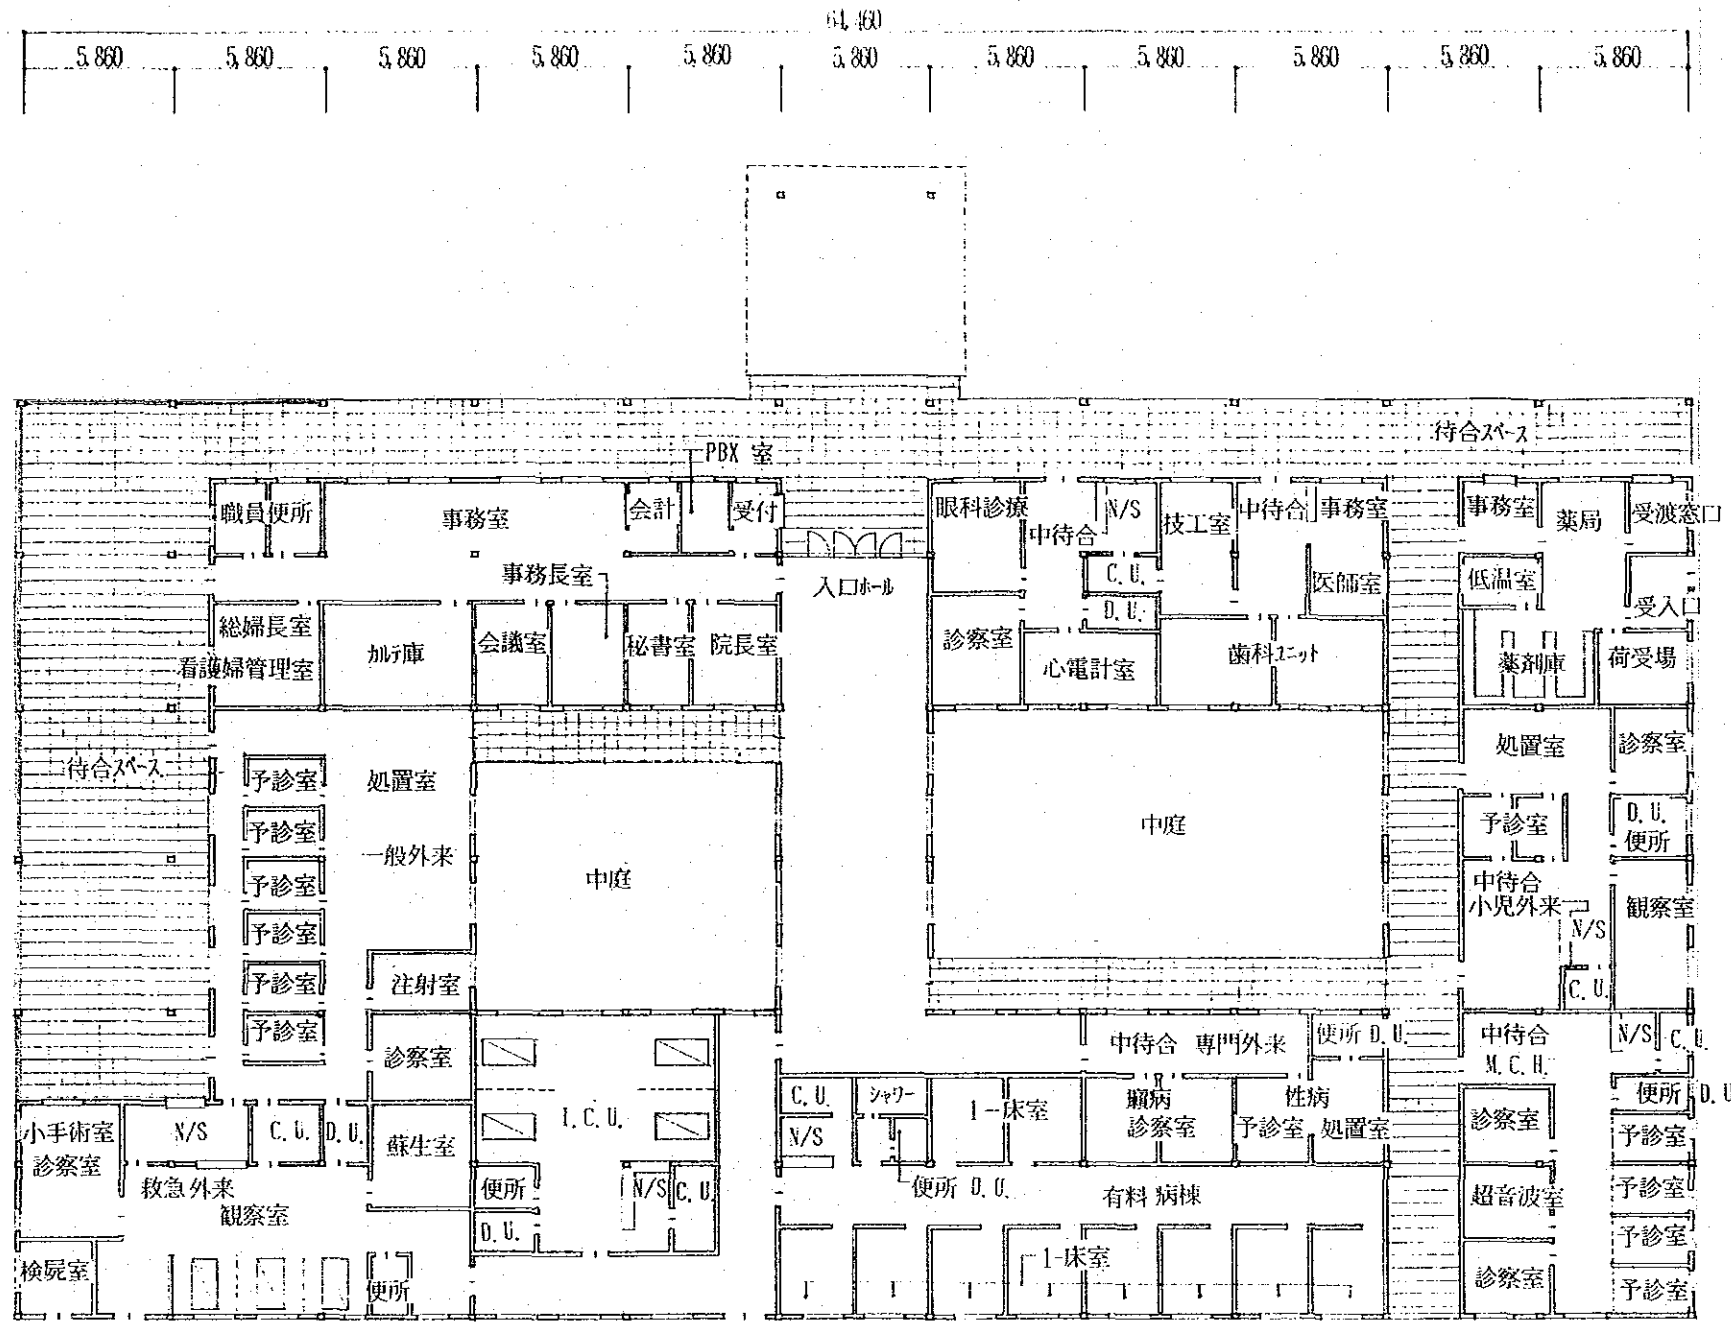 64,460
5,860 5,860 5,860 5,860 5,860 5,860 5,860 5,860 5,860 5,860 5,860
待合スペース
PBX 室
職員便所
事務室
会計
受付
眼科診療
中待合
N/S
技工室
中待合
事務室
事務室
薬局
受渡窓口
事務長室
入口ホール
C.U.
医師室
低温室
D.U.
受入口
総婦長室
看護婦管理室
カルテ庫
会議室
秘書室
院長室
診察室
心電計室
歯科ユニット
薬剤庫
荷受場
待合スペース
予診室
処置室
処置室
診察室
予診室
一般外来
中庭
中庭
予診室
D.U.
便所
予診室
中待合
小児外来
観察室
予診室
N/S
予診室
注射室
C.U.
予診室
診察室
中待合 専門外来
便所 D.U.
中待合
M.C.H.
N/S
C.U.
小手術室
診察室
N/S
C.U.
D.U.
蘇生室
I.C.U.
C.U.
シャワー
1-床室
癩病
診察室
性病
予診室
処置室
診察室
便所 D.U.
N/S
予診室
救急外来
観察室
便所
N/S
C.U.
便所 D.U.
有料病棟
超音波室
予診室
D.U.
予診室
検屍室
便所
1-床室
診察室
予診室